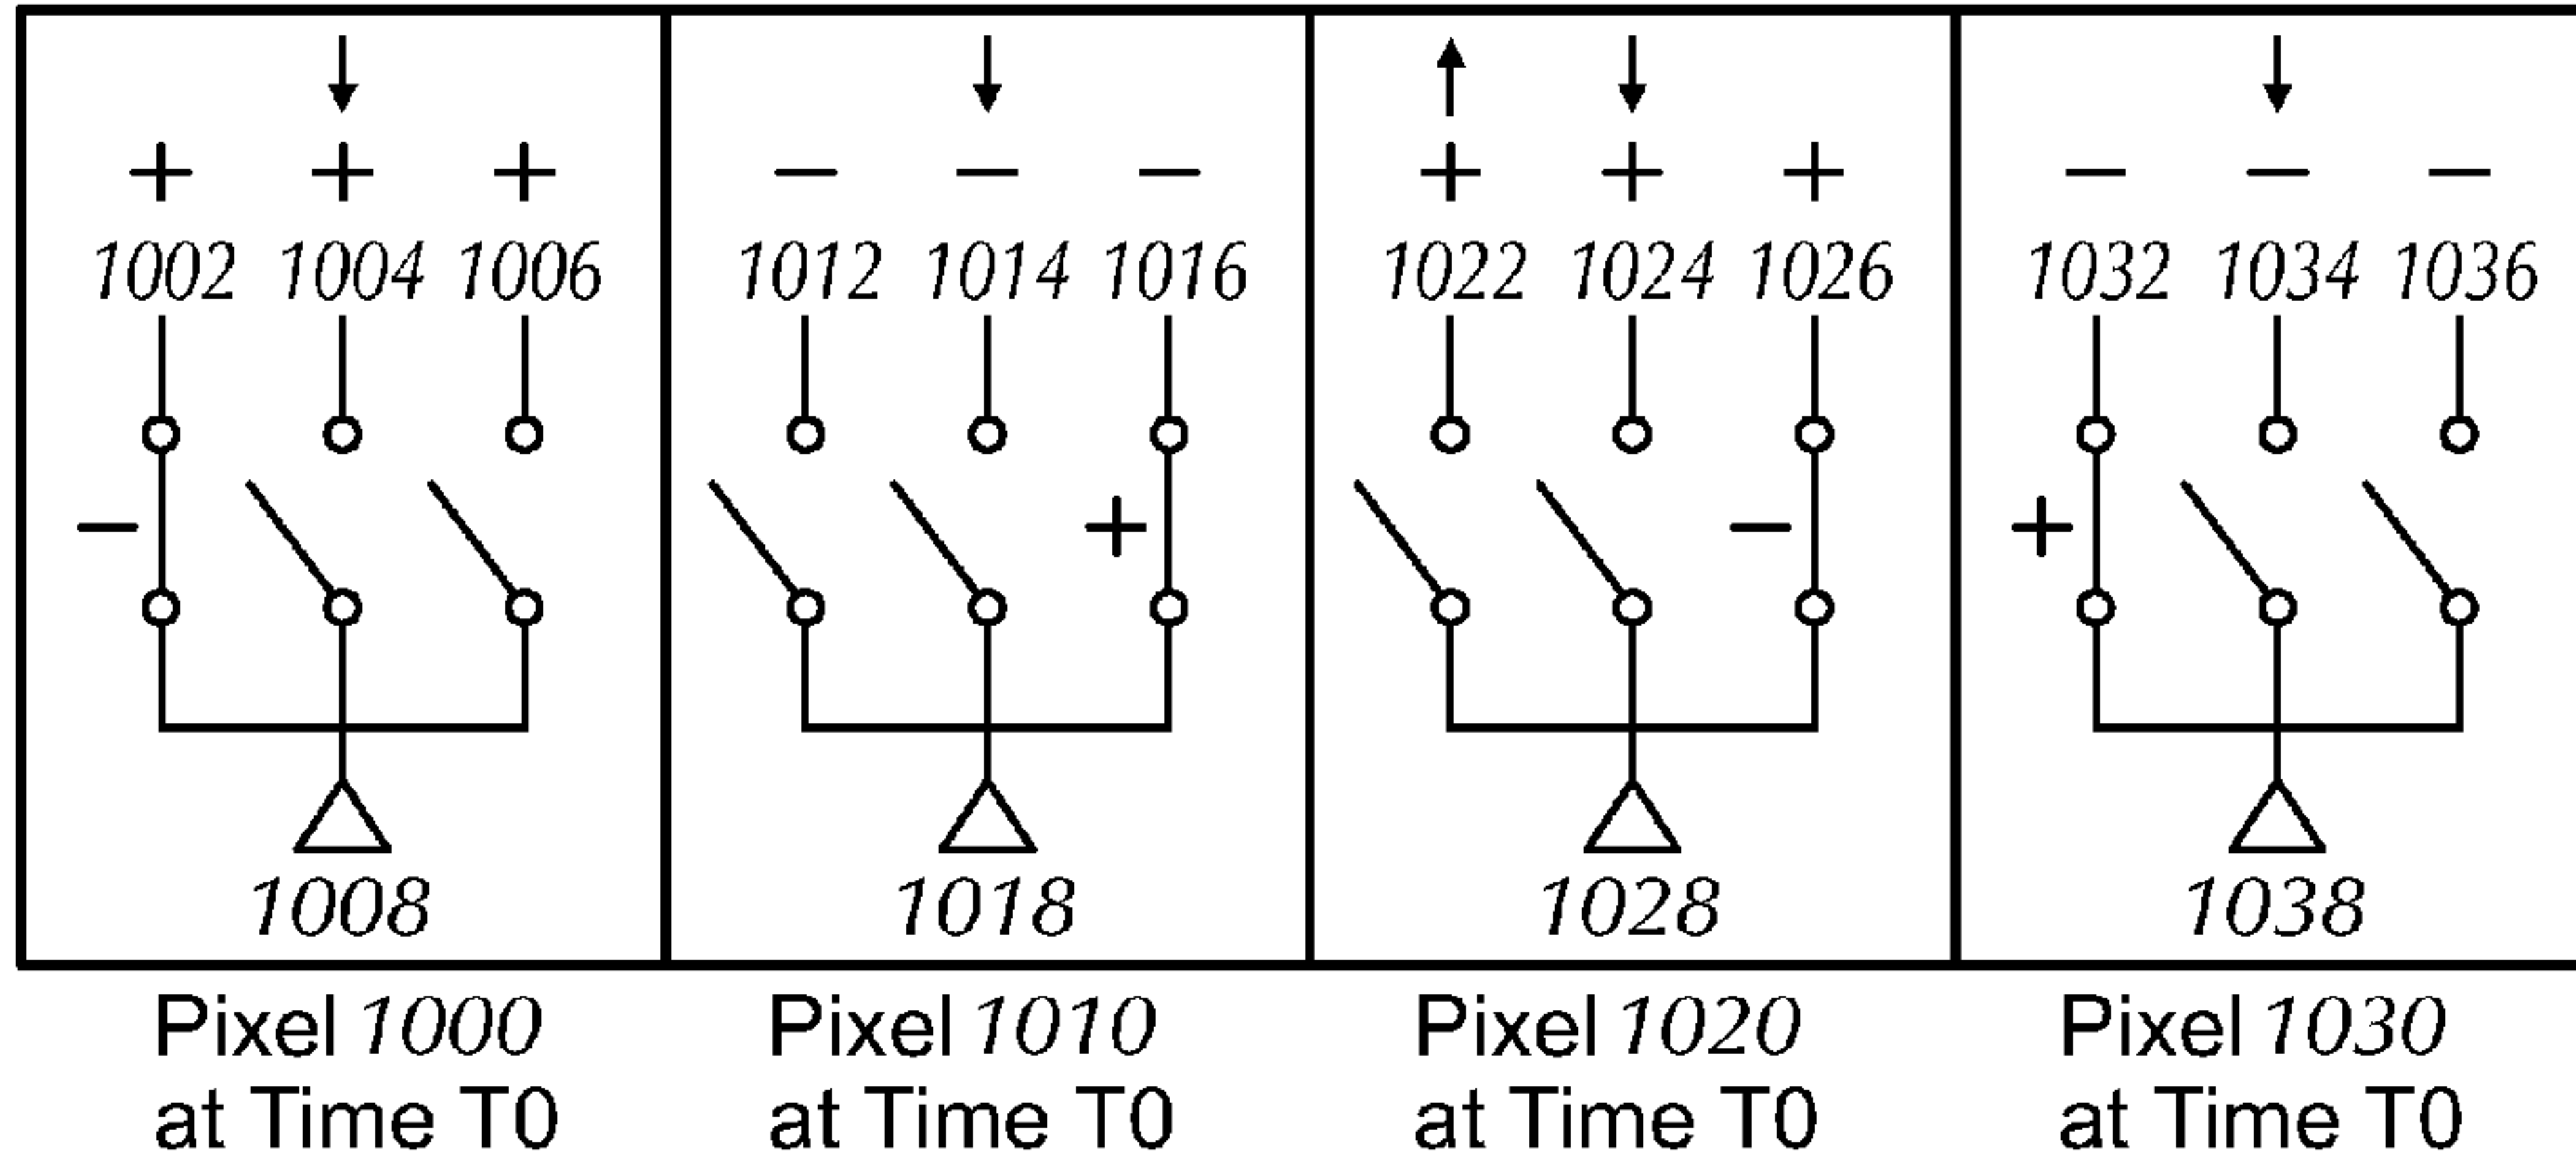 + + + − − − + + + − − −
1002 1004 1006 1012 1014 1016 1022 1024 1026 1032 1034 1036
− + − +
1008 1018 1028 1038
Pixel 1000 Pixel 1010 Pixel 1020 Pixel 1030
at Time T0 at Time T0 at Time T0 at Time T0